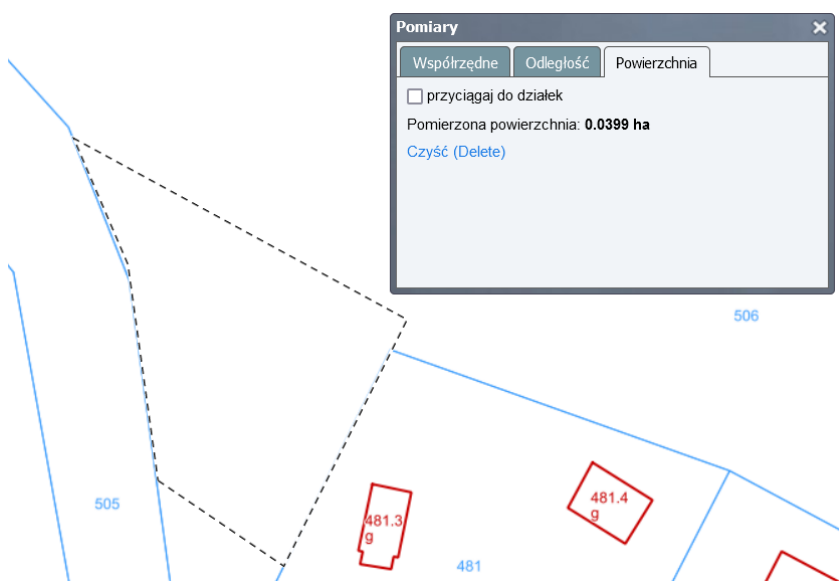 Pomiary
Współrzędne Odległość Powierzchnia
przyciągaj do działek
Pomierzona powierzchnia: 0.0399 ha
Czyść (Delete)
506
505
481.3
g
481.4
g
481